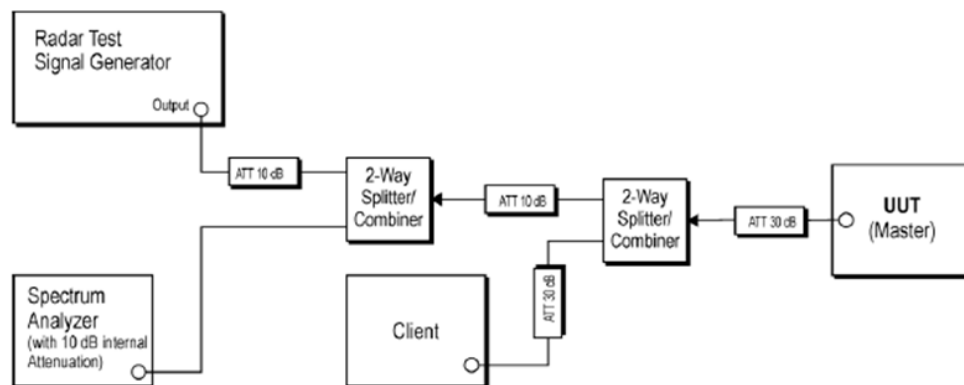 Radar Test
Signal Generator
Output
ATT 10 dB
2-Way
Splitter/
Combiner
ATT 10 dB
2-Way
Splitter/
Combiner
ATT 30 dB
UUT
(Master)
Spectrum
Analyzer
(with 10 dB internal
Attenuation)
Client
ATT 30 dB